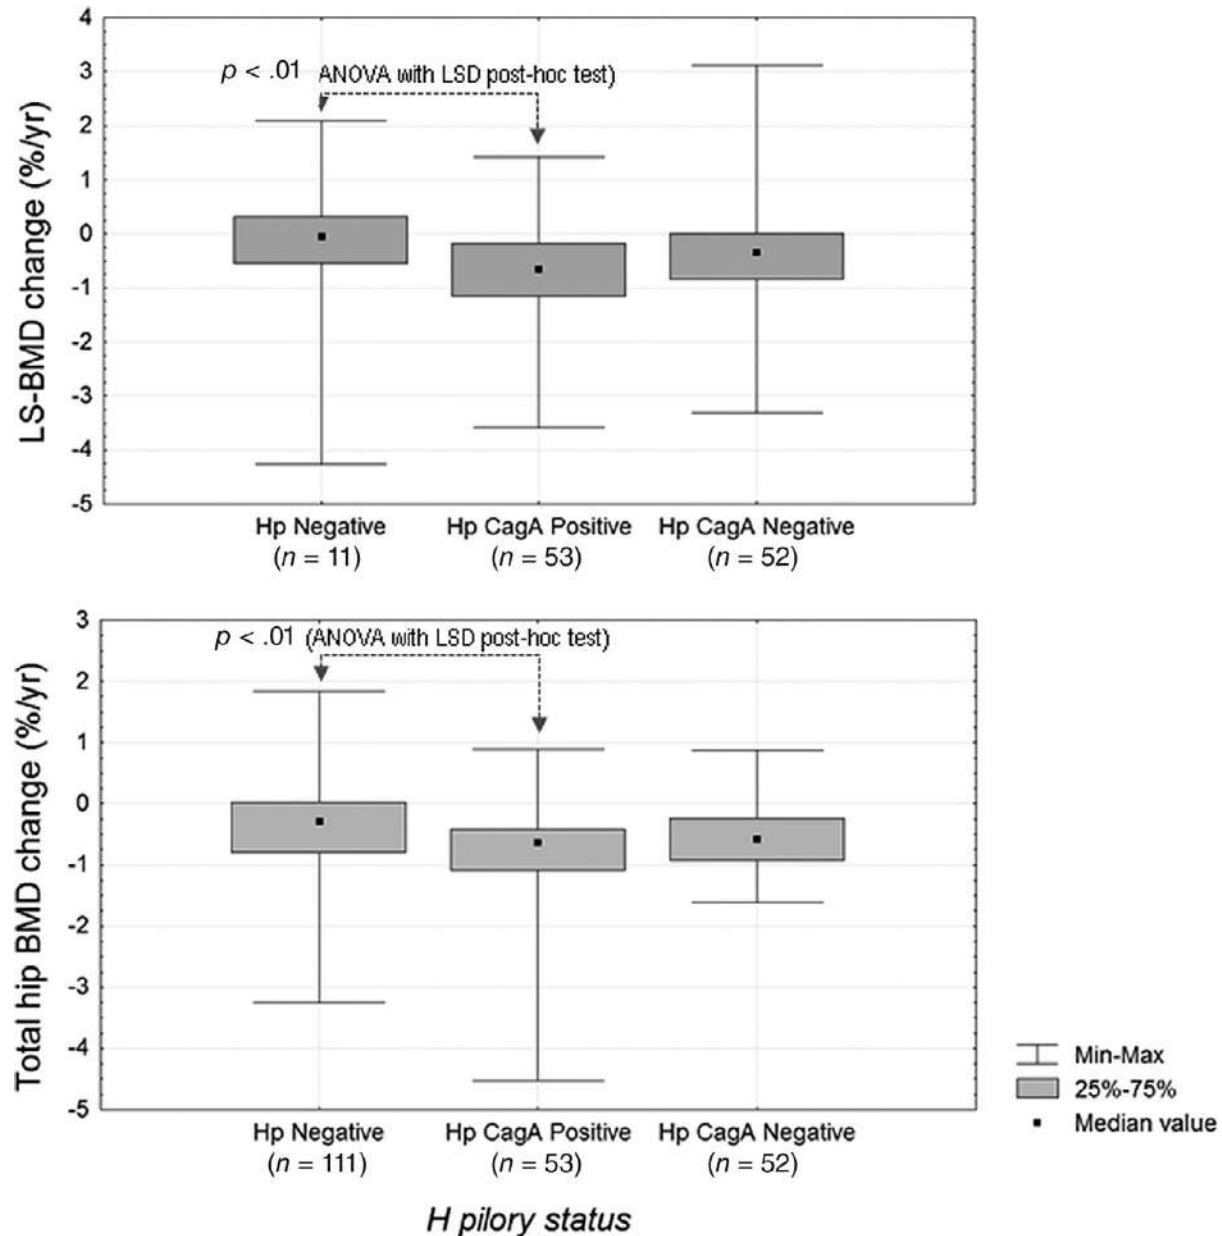 4
3
2
1
0
-1
-2
-3
-4
-5
LS-BMD change (%/yr)
p < .01 ANOVA with LSD post-hoc test)
Hp Negative
(n = 11)
Hp CagA Positive
(n = 53)
Hp CagA Negative
(n = 52)
3
2
1
0
-1
-2
-3
-4
-5
Total hip BMD change (%/yr)
p < .01 (ANOVA with LSD post-hoc test)
Hp Negative
(n = 111)
Hp CagA Positive
(n = 53)
Hp CagA Negative
(n = 52)
H pilory status
Min-Max
25%-75%
Median value